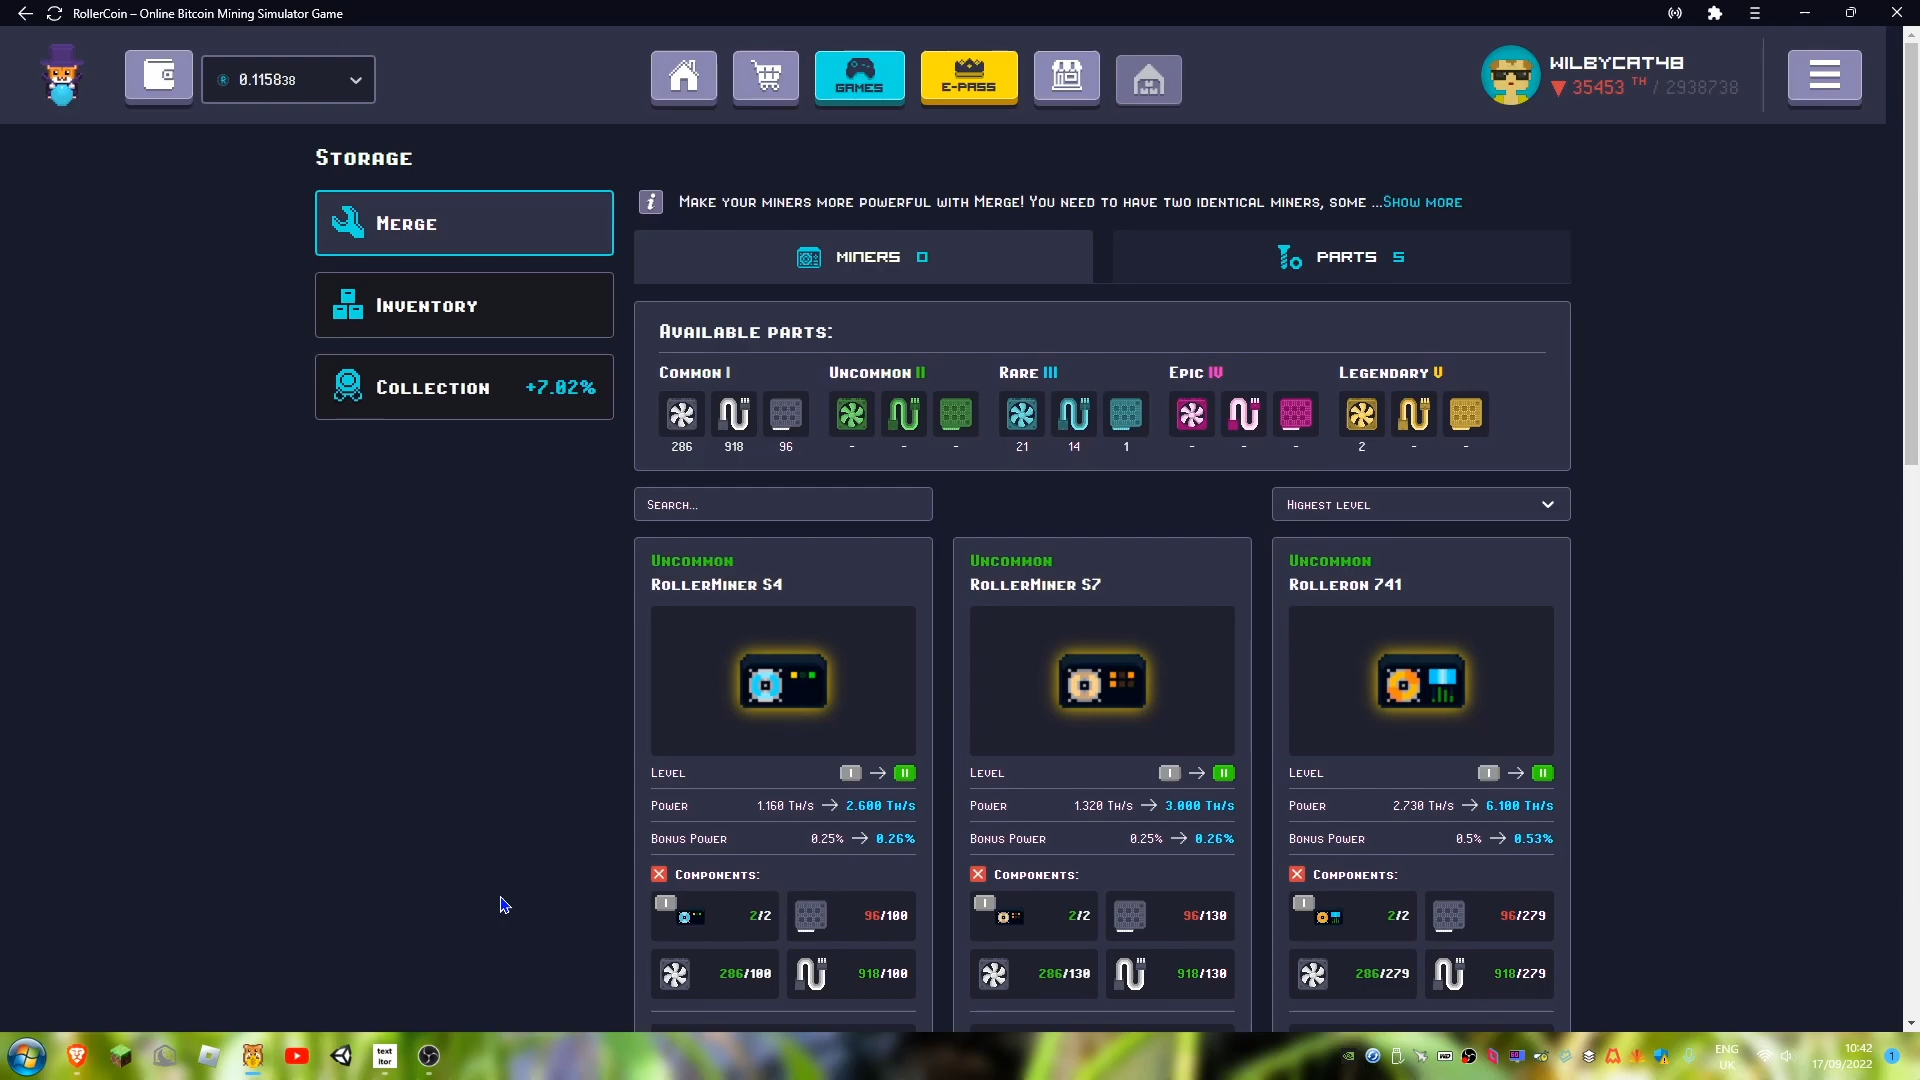 RollerCoin – Online Bitcoin Mining Simulator Game
0.115838
GAMES
E-PASS
WILBYCAT48
35453 TH / 2938738
Storage
Merge
Inventory
Collection +7.02%
Make your miners more powerful with Merge! You need to have two identical miners, some ...Show more
MINERS 0
PARTS 5
Available parts:
Common I
Uncommon II
Rare III
Epic IV
Legendary V
286 918 96
- - -
21 14 1
- - -
2 - -
Search...
Highest level
Uncommon
RollerMiner S4
Level I → II
Power 1.160 Th/s → 2.600 Th/s
Bonus Power 0.25% → 0.26%
Components:
I 2/2 96/100
286/100 918/100
Uncommon
RollerMiner S7
Level I → II
Power 1.320 Th/s → 3.000 Th/s
Bonus Power 0.25% → 0.26%
Components:
I 2/2 96/130
286/130 918/130
Uncommon
Rolleron 741
Level I → II
Power 2.730 Th/s → 6.100 Th/s
Bonus Power 0.5% → 0.53%
Components:
I 2/2 96/279
286/279 918/279
text
itor
ENG
UK
10:42
17/09/2022
1